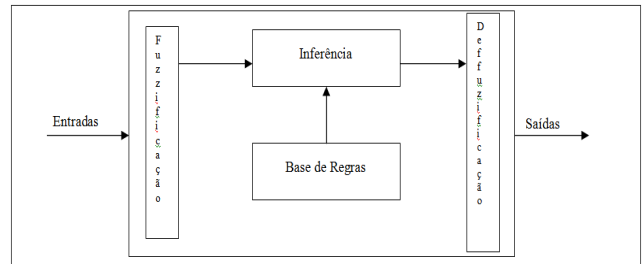 Entradas
Fuzzificação
Inferência
Base de Regras
Deffuzificação
Saídas